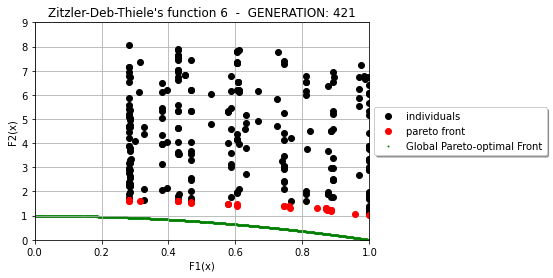 Zitzler-Deb-Thiele's function 6 - GENERATION: 421
F2(x)
9
8
7
6
5
4
3
2
1
0
0.0 0.2 0.4 0.6 0.8 1.0
F1(x)
individuals
pareto front
Global Pareto-optimal Front